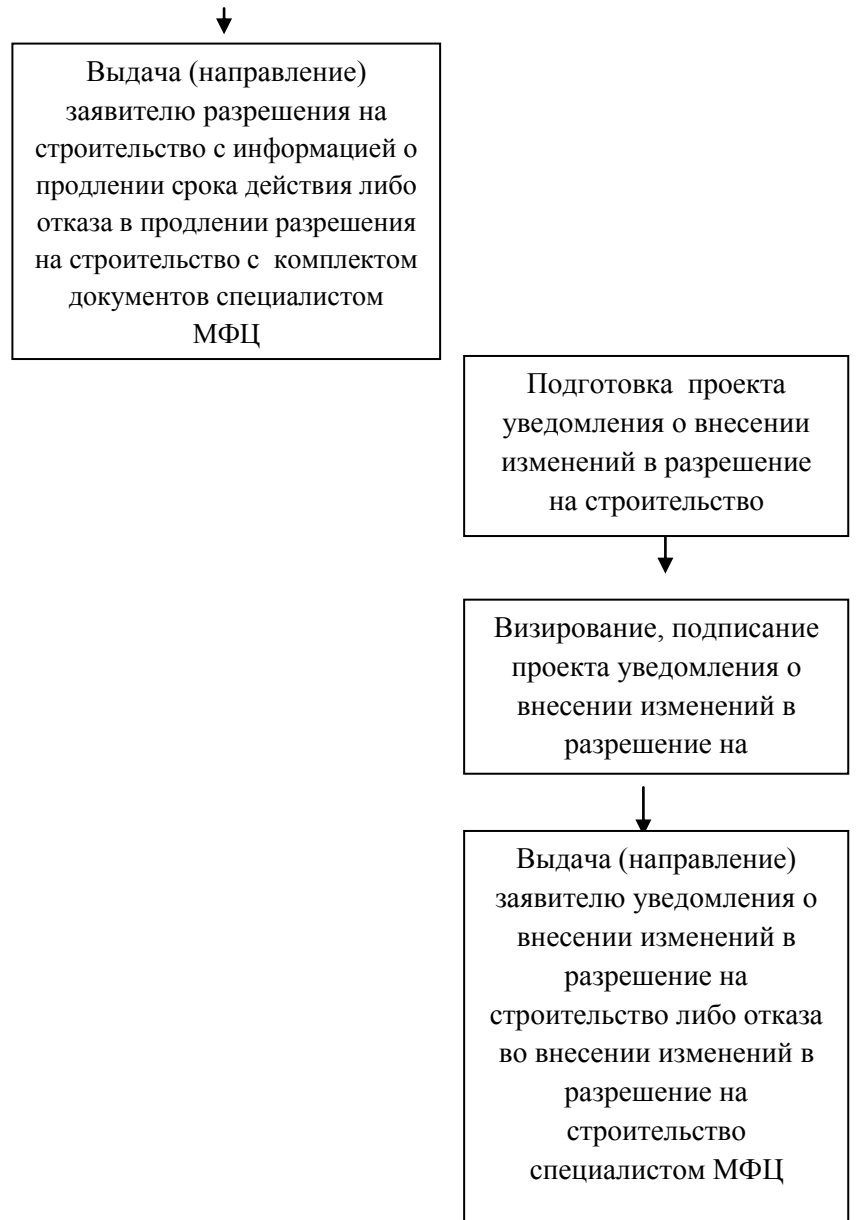 Выдача (направление)
заявителю разрешения на
строительство с информацией о
продлении срока действия либо
отказа в продлении разрешения
на строительство с  комплектом
документов специалистом
МФЦ
Подготовка  проекта
уведомления о внесении
изменений в разрешение
на строительство
Визирование, подписание
проекта уведомления о
внесении изменений в
разрешение на
Выдача (направление)
заявителю уведомления о
внесении изменений в
разрешение на
строительство либо отказа
во внесении изменений в
разрешение на
строительство
специалистом МФЦ